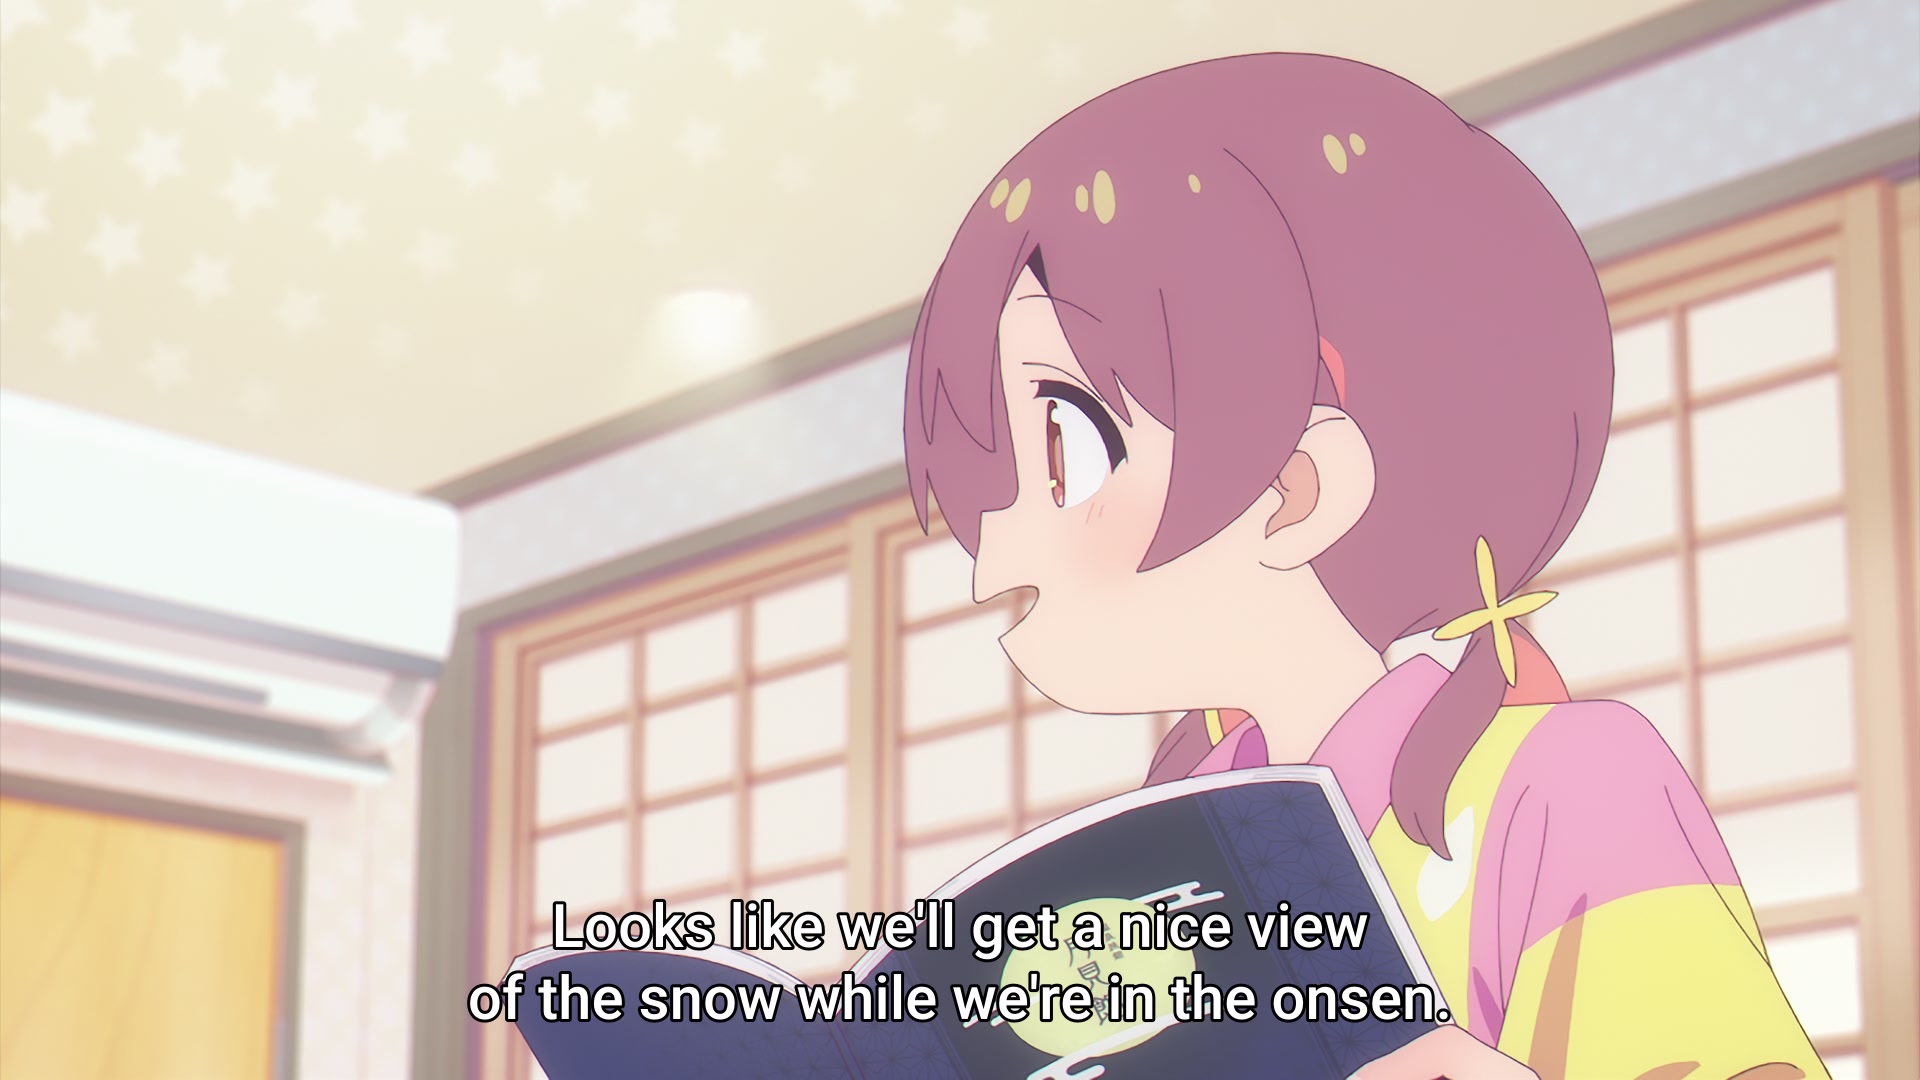 Looks like we'll get a nice view
of the snow while we're in the onsen.